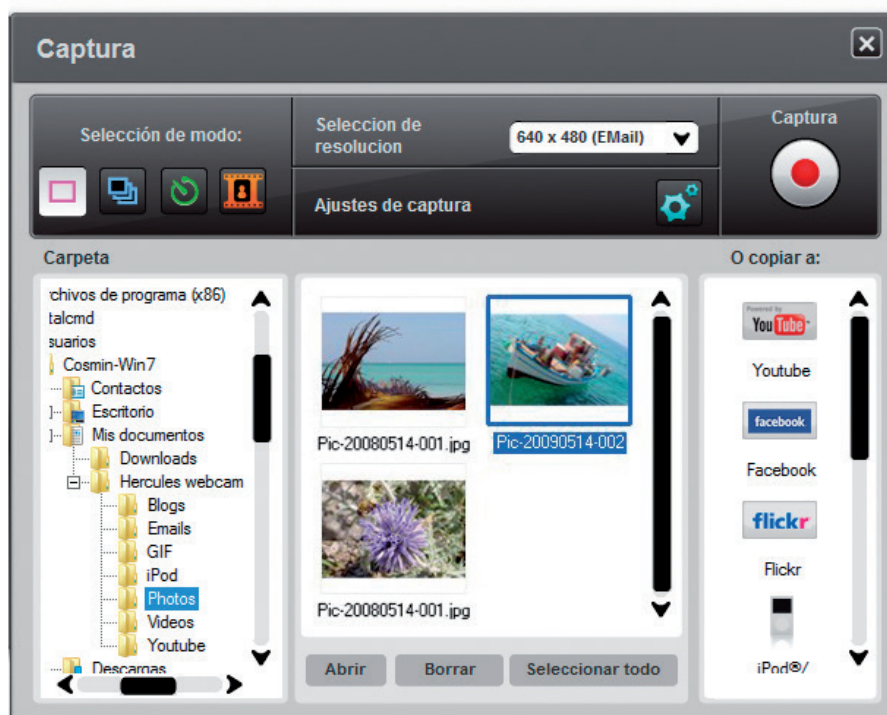 Captura
Selección de modo:
Seleccion de
resolucion
640 x 480 (EMail)
Captura
Ajustes de captura
Carpeta
O copiar a:
rchivos de programa (x86)
talcmd
suarios
Cosmin-Win7
Contactos
Escritorio
Mis documentos
Downloads
Hercules webcam
Blogs
Emails
GIF
iPod
Photos
Videos
Youtube
Descargas
Pic-20080514-001.jpg
Pic-20090514-002
Pic-20080514-001.jpg
Abrir
Borrar
Seleccionar todo
Powered by
YouTube
Youtube
facebook
Facebook
flickr
Flickr
iPod®/